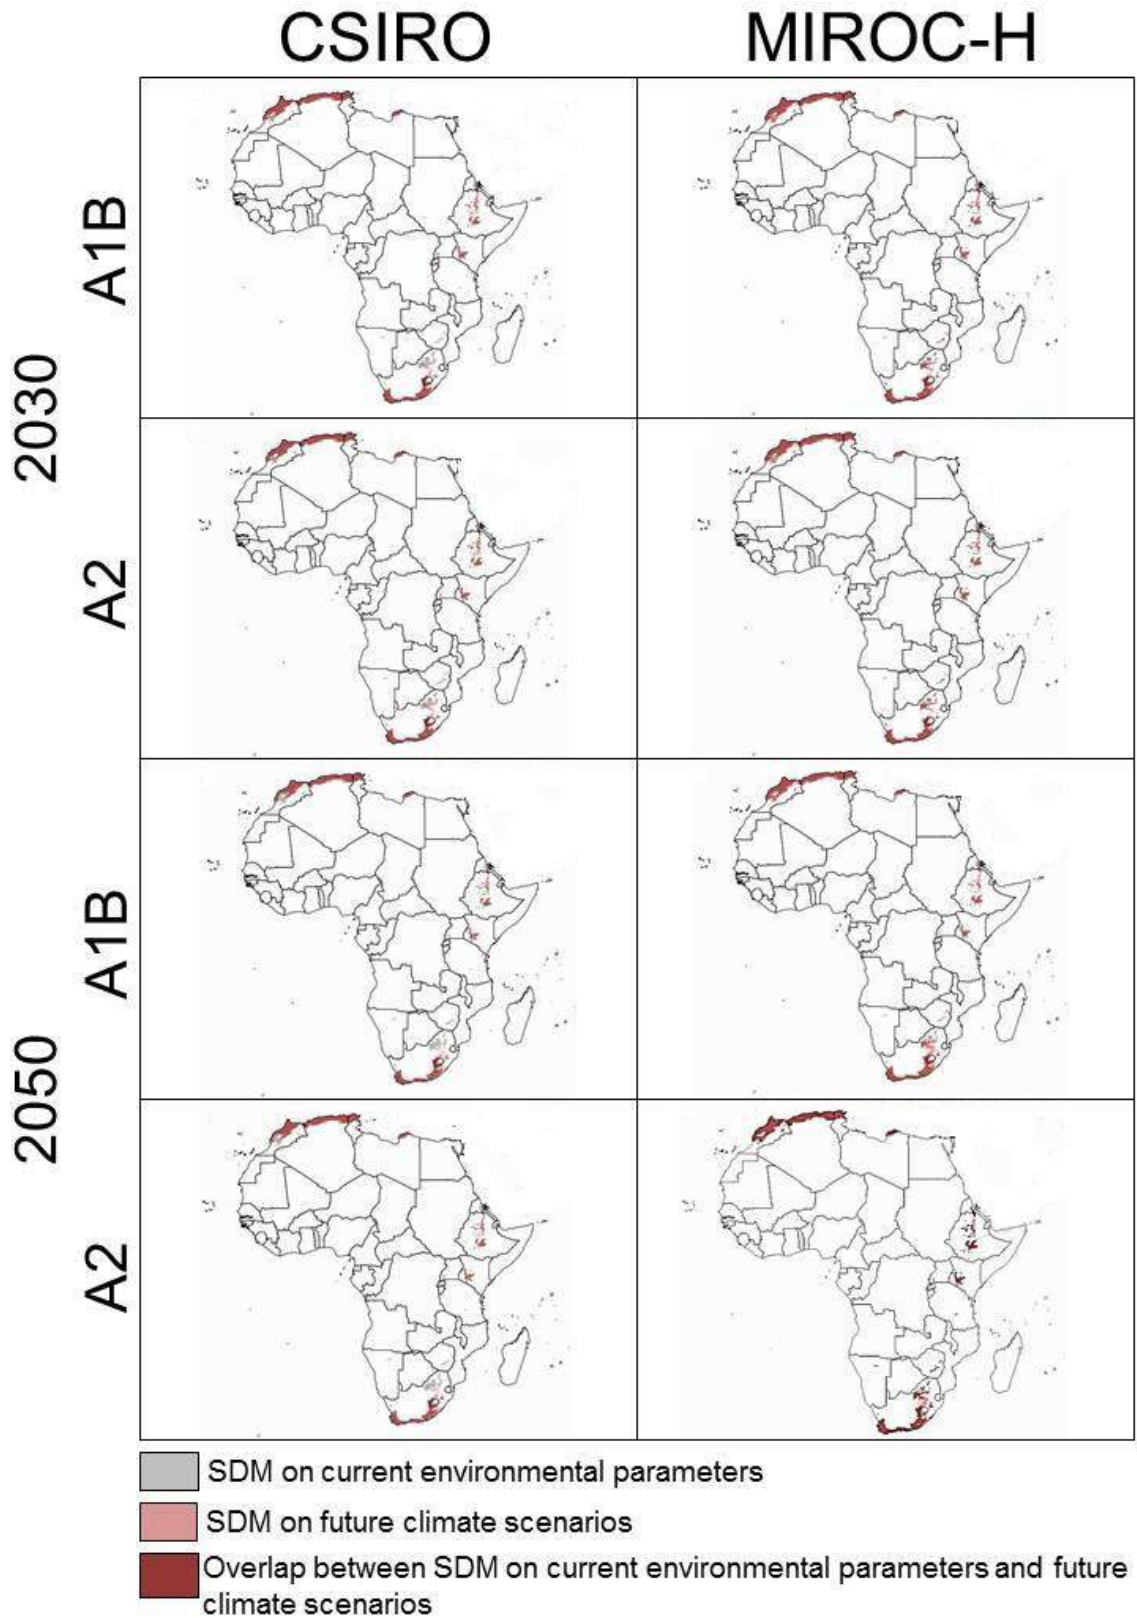 CSIRO MIROC-H
2030
A1B
A2
2050
A1B
A2
SDM on current environmental parameters
SDM on future climate scenarios
Overlap between SDM on current environmental parameters and future
climate scenarios